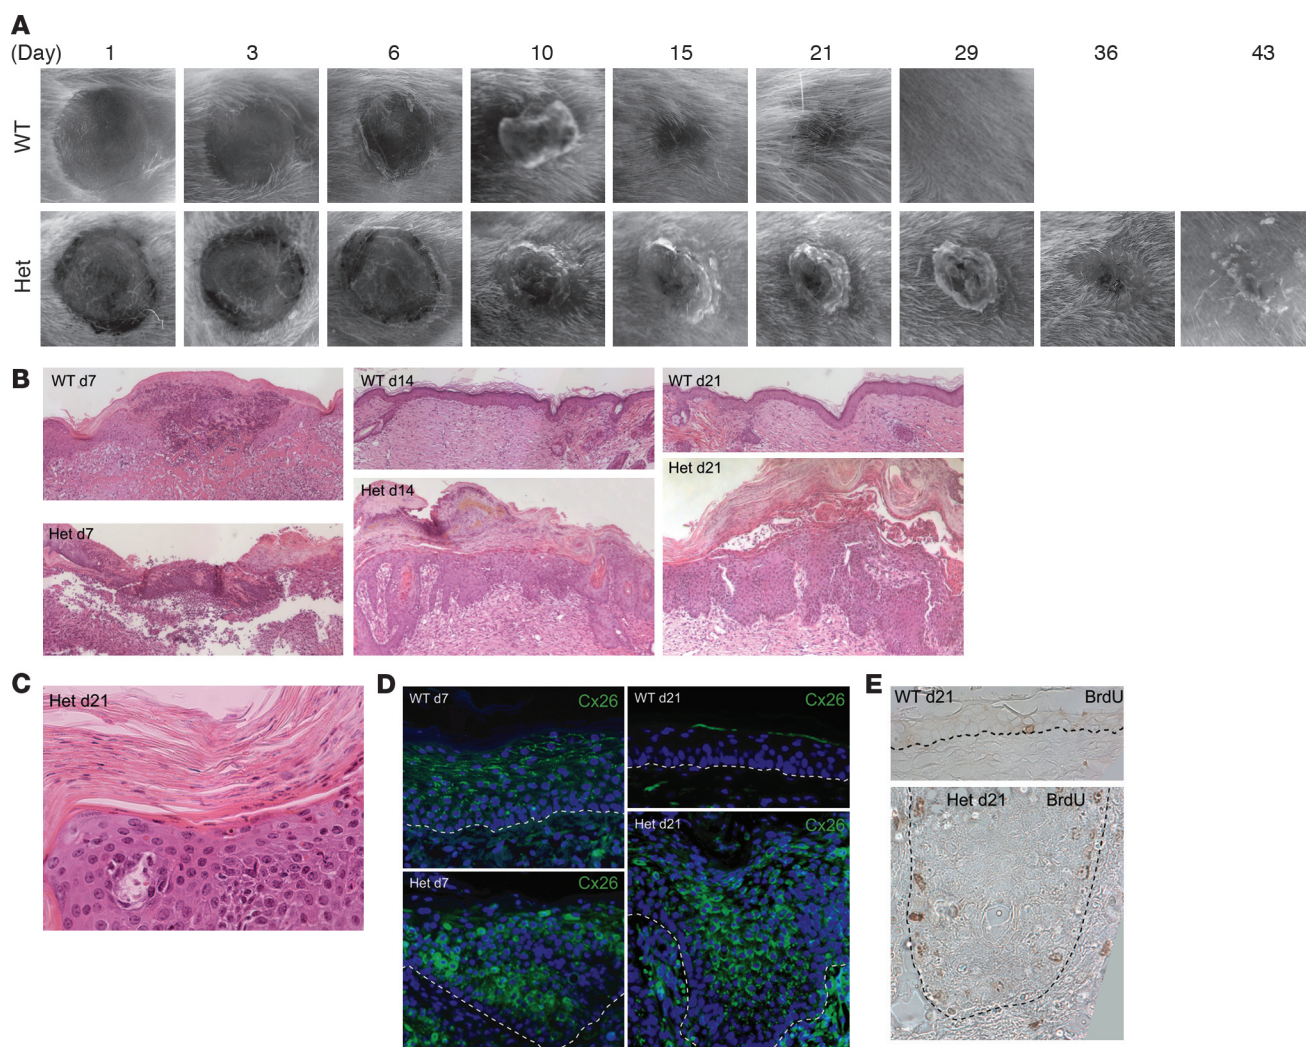 A
(Day) 1 3 6 10 15 21 29 36 43
WT
Het
B
WT d7
WT d14
WT d21
Het d7
Het d14
Het d21
C
Het d21
D
WT d7 Cx26
WT d21 Cx26
Het d7 Cx26
Het d21 Cx26
E
WT d21 BrdU
Het d21 BrdU